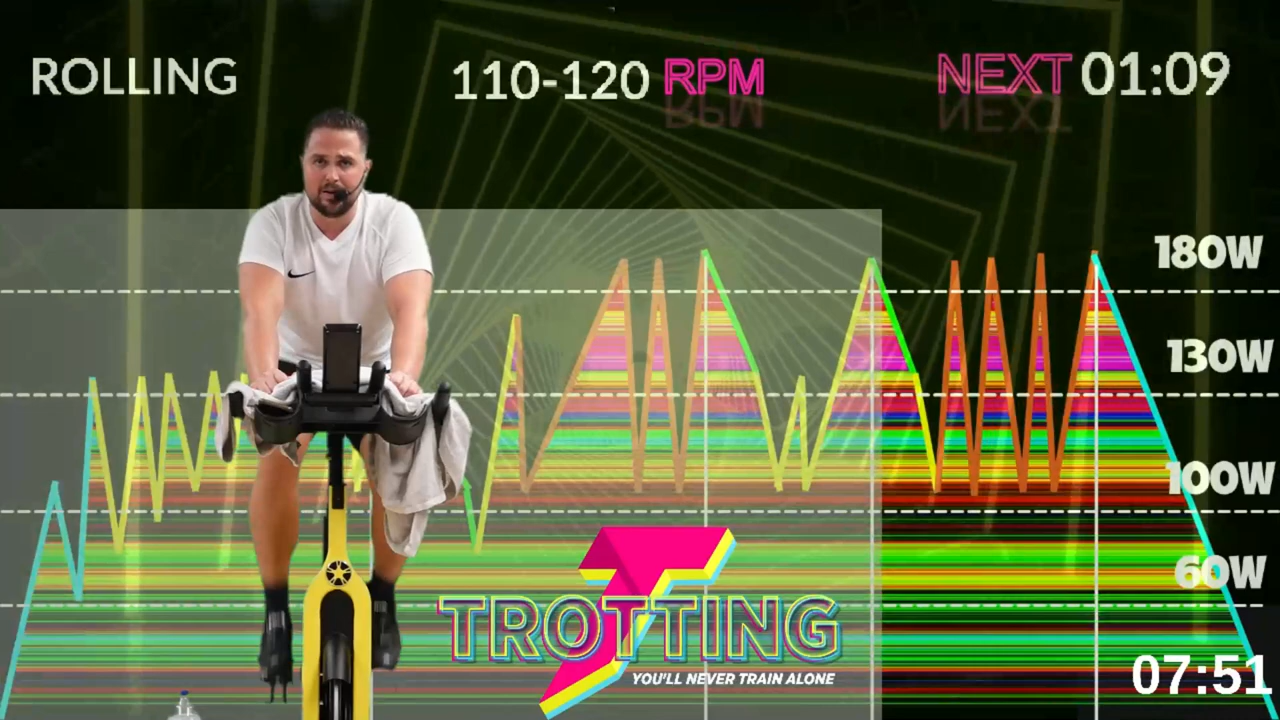 ROLLING
110-120 RPM
NEXT 01:09
180W
130W
100W
60W
TROTTING
YOU'LL NEVER TRAIN ALONE
07:51